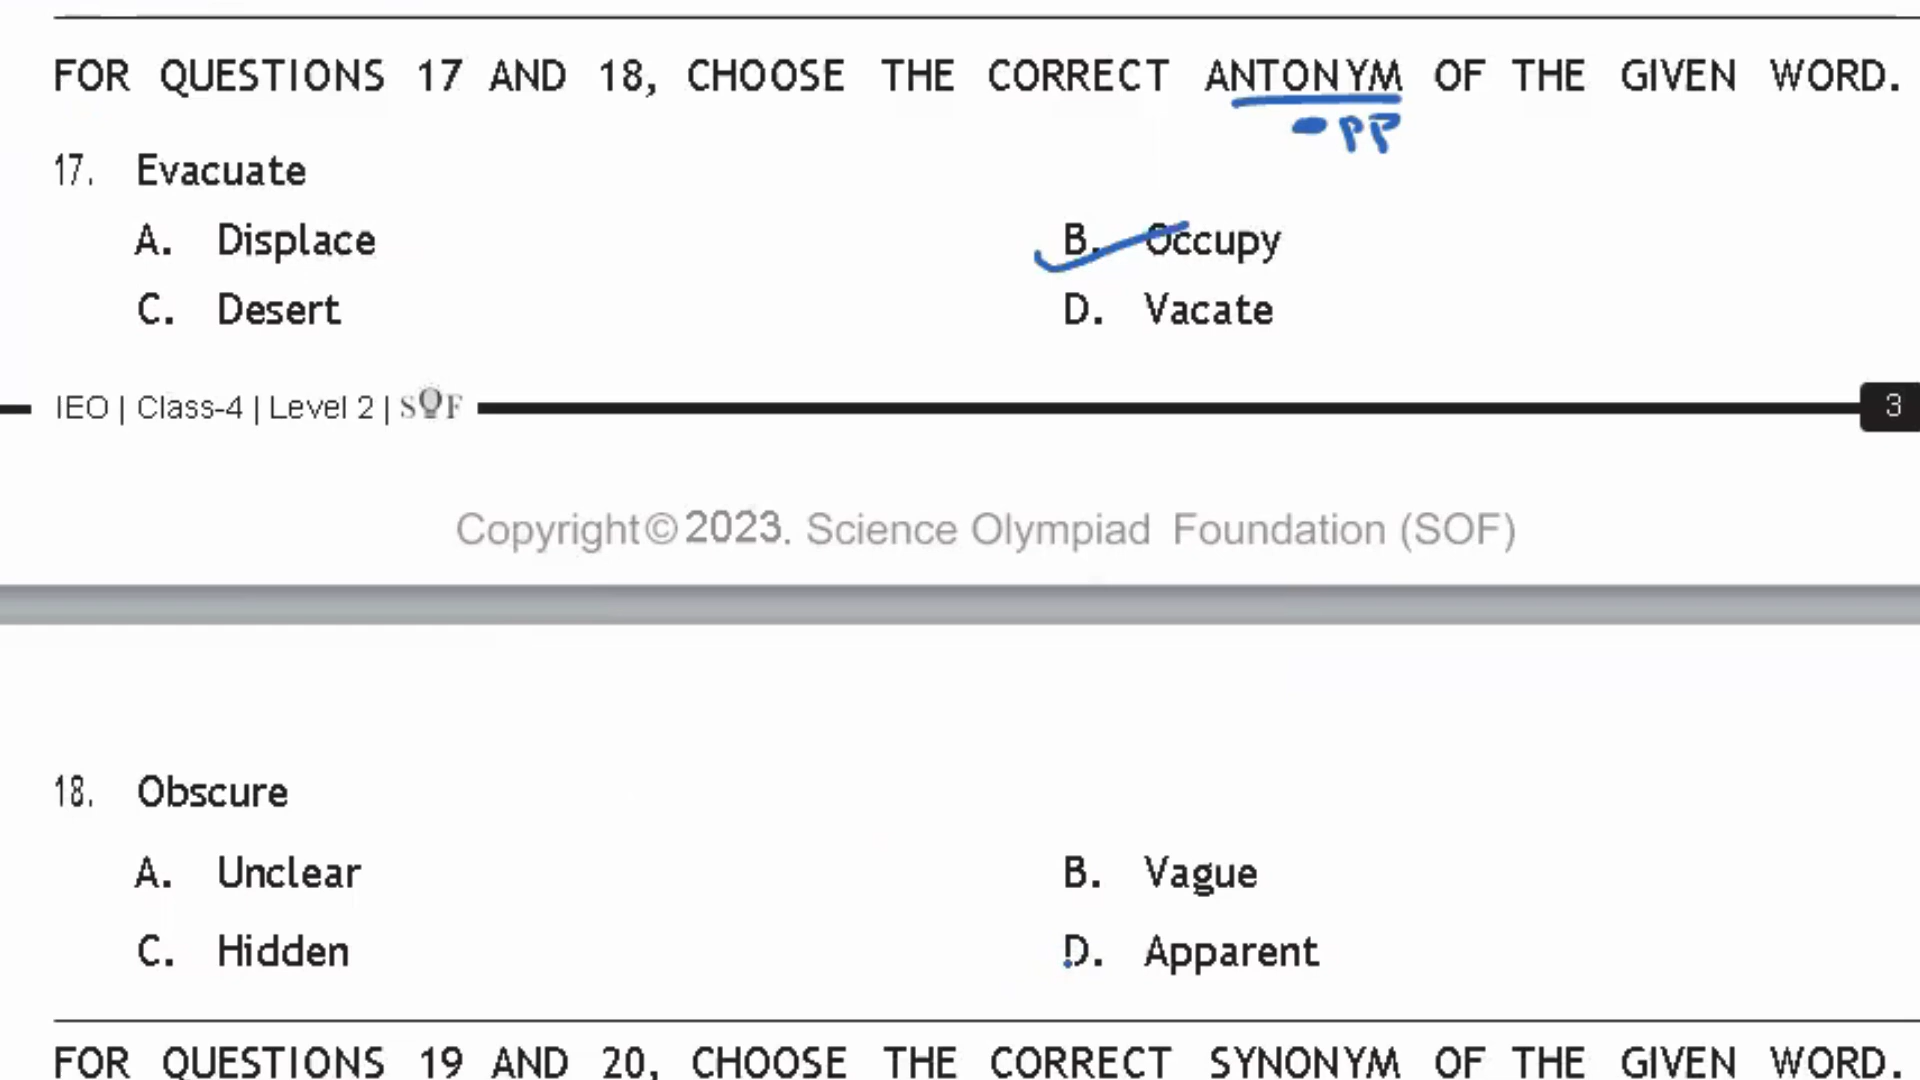 FOR QUESTIONS 17 AND 18, CHOOSE THE CORRECT ANTONYM OF THE GIVEN WORD.
opp
17. Evacuate
A. Displace B. Occupy
C. Desert D. Vacate
IEO | Class-4 | Level 2 | SOF 3
Copyright© 2023. Science Olympiad Foundation (SOF)
18. Obscure
A. Unclear B. Vague
C. Hidden D. Apparent
FOR QUESTIONS 19 AND 20, CHOOSE THE CORRECT SYNONYM OF THE GIVEN WORD.